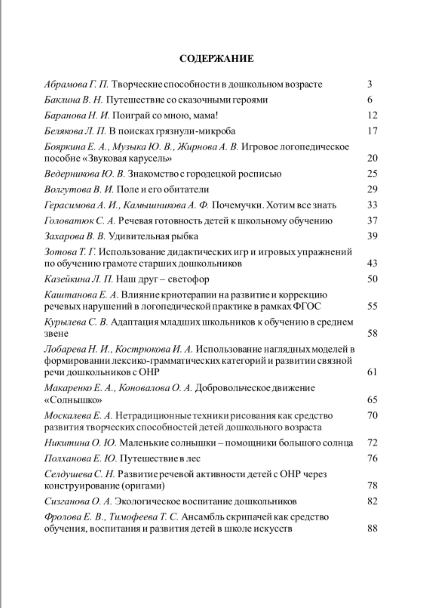 СОДЕРЖАНИЕ
Абрамова Г. П. Творческие способности в дошкольном возрасте 3
Баклина В. Н. Путешествие со сказочными героями 6
Баранова Н. И. Поиграй со мною, мама! 12
Белякова Л. П. В поисках грязнули-микроба 17
Бояркина Е. А., Музыка Ю. В., Жирнова А. В. Игровое логопедическое
пособие «Звуковая карусель» 20
Ведерникова Ю. В. Знакомство с городецкой росписью 25
Волгутова В. И. Поле и его обитатели 29
Герасимова А. И., Камышникова А. Ф. Почемучки. Хотим все знать 33
Головатюк С. А. Речевая готовность детей к школьному обучению 37
Захарова В. В. Удивительная рыбка 39
Зотова Т. Г. Использование дидактических игр и игровых упражнений
по обучению грамоте старших дошкольников 43
Казейкина Л. П. Наш друг – светофор 50
Каштанова Е. А. Влияние криотерапии на развитие и коррекцию
речевых нарушений в логопедической практике в рамках ФГОС 55
Курылева С. В. Адаптация младших школьников к обучению в среднем
звене 58
Лобарева Н. И., Кострюкова И. А. Использование наглядных моделей в
формировании лексико-грамматических категорий и развитии связной
речи дошкольников с ОНР 61
Макаренко Е. А., Коновалова О. А. Добровольческое движение
«Солнышко» 65
Москалева Е. А. Нетрадиционные техники рисования как средство 70
развития творческих способностей детей дошкольного возраста
Никитина О. Ю. Маленькие солнышки – помощники большого солнца 72
Полханова Е. Ю. Путешествие в лес 76
Селдушева С. Н. Развитие речевой активности детей с ОНР через
конструирование (оригами) 78
Сизганова О. А. Экологическое воспитание дошкольников 82
Фролова Е. В., Тимофеева Т. С. Ансамбль скрипачей как средство
обучения, воспитания и развития детей в школе искусств 88